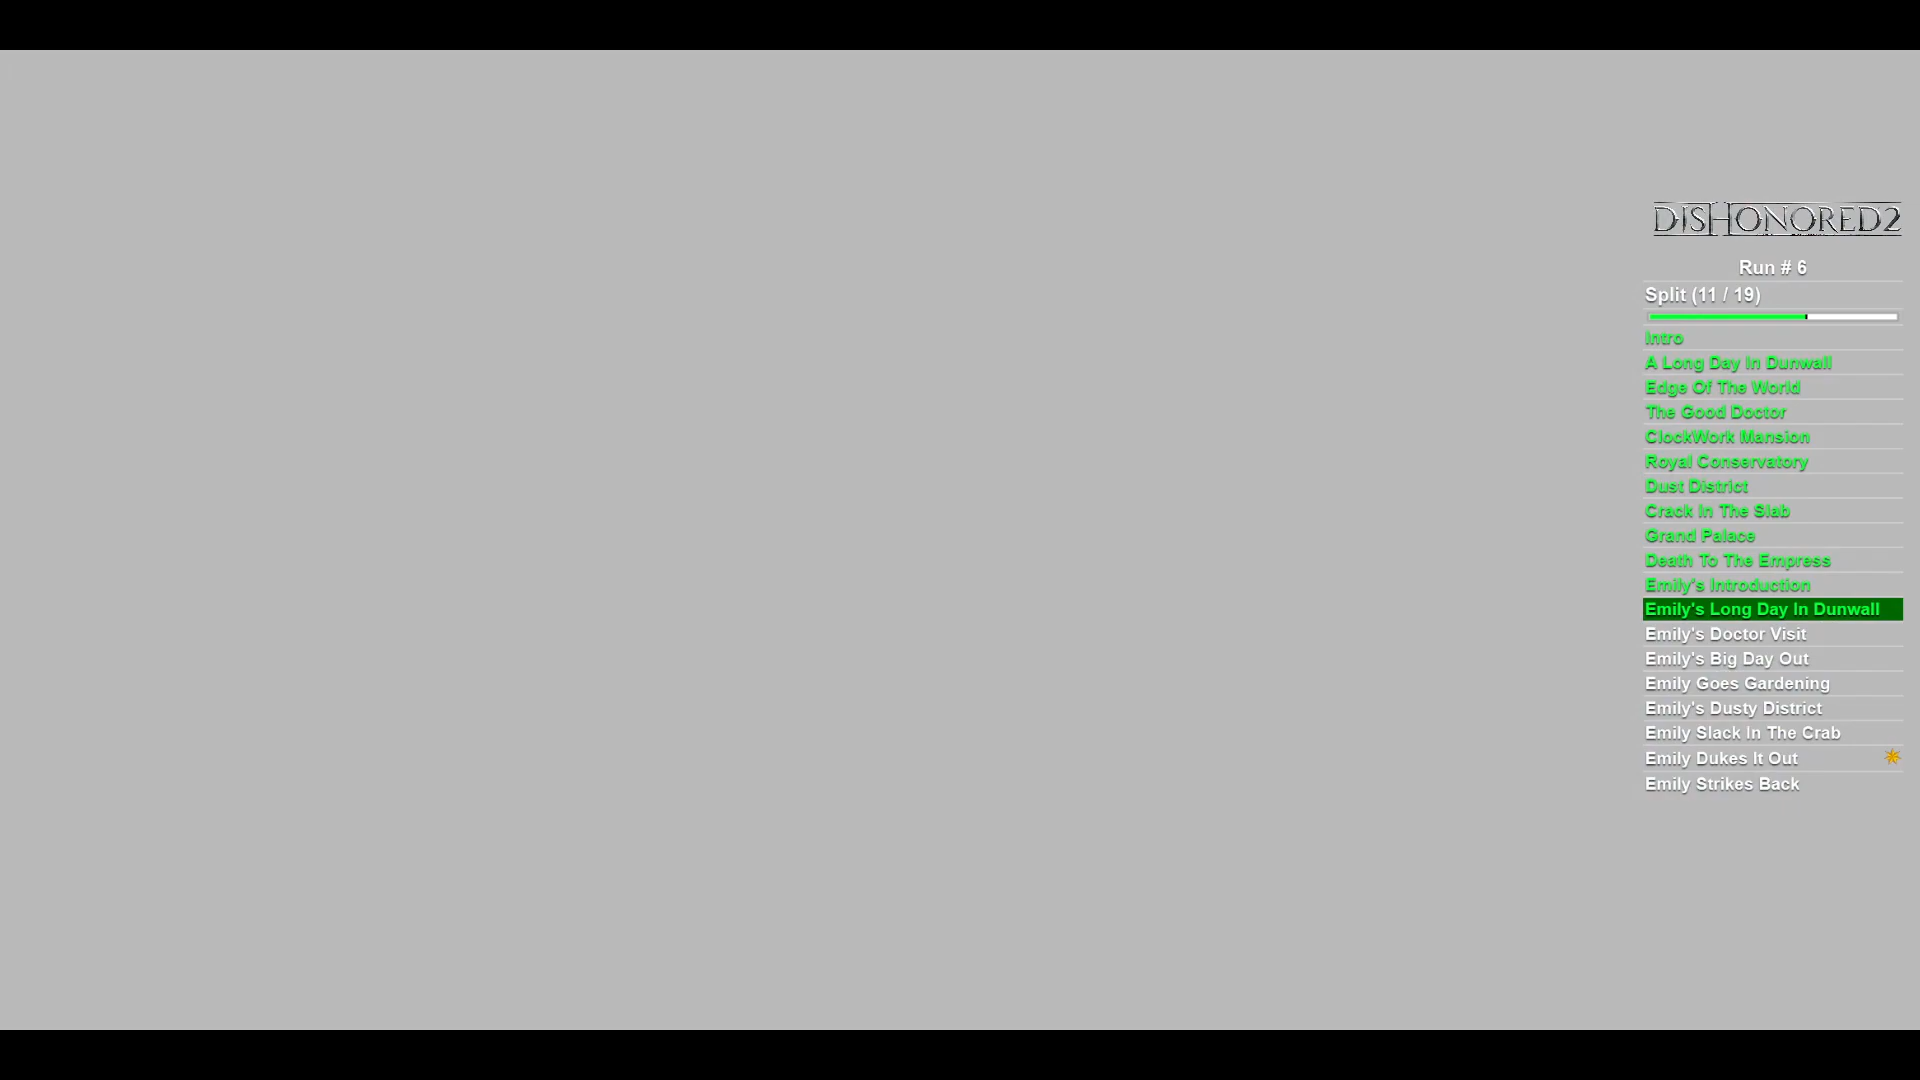 DISHONORED2
Run # 6
Split (11 / 19)
Intro
A Long Day In Dunwall
Edge Of The World
The Good Doctor
ClockWork Mansion
Royal Conservatory
Dust District
Crack In The Slab
Grand Palace
Death To The Empress
Emily's Introduction
Emily's Long Day In Dunwall
Emily's Doctor Visit
Emily's Big Day Out
Emily Goes Gardening
Emily's Dusty District
Emily Slack In The Crab
Emily Dukes It Out
Emily Strikes Back